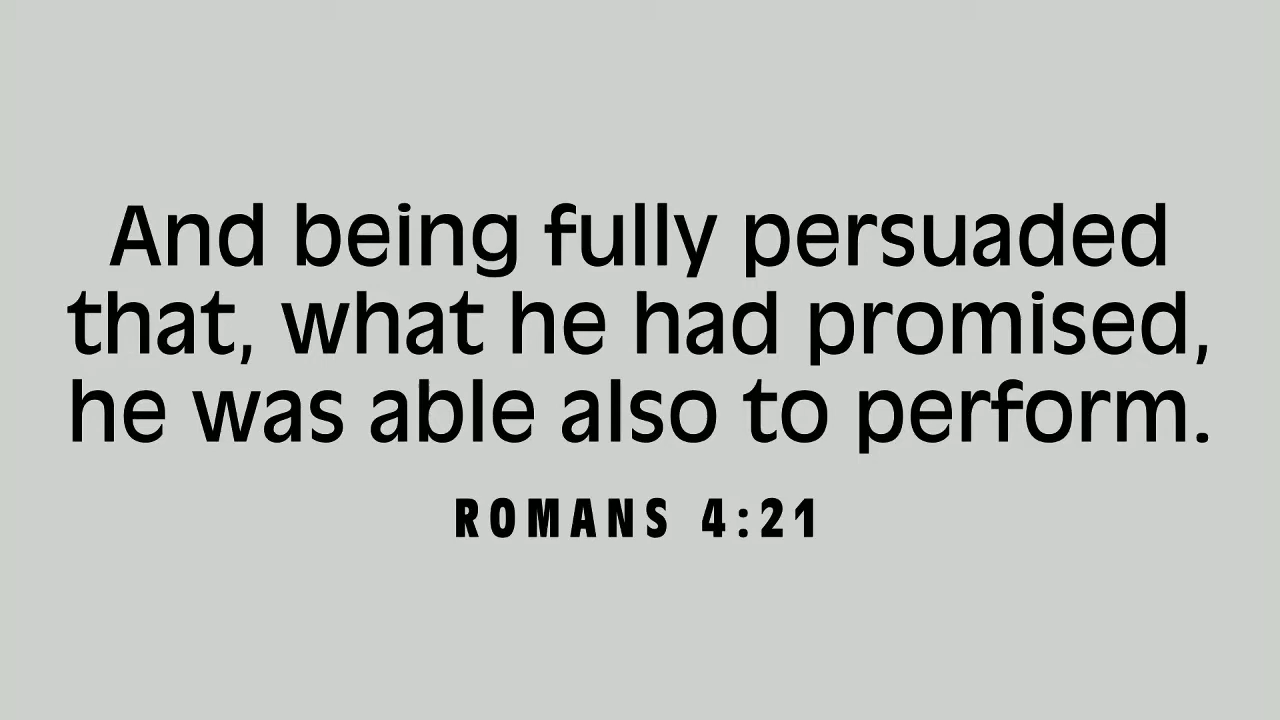 And being fully persuaded
that, what he had promised,
he was able also to perform.
ROMANS 4:21